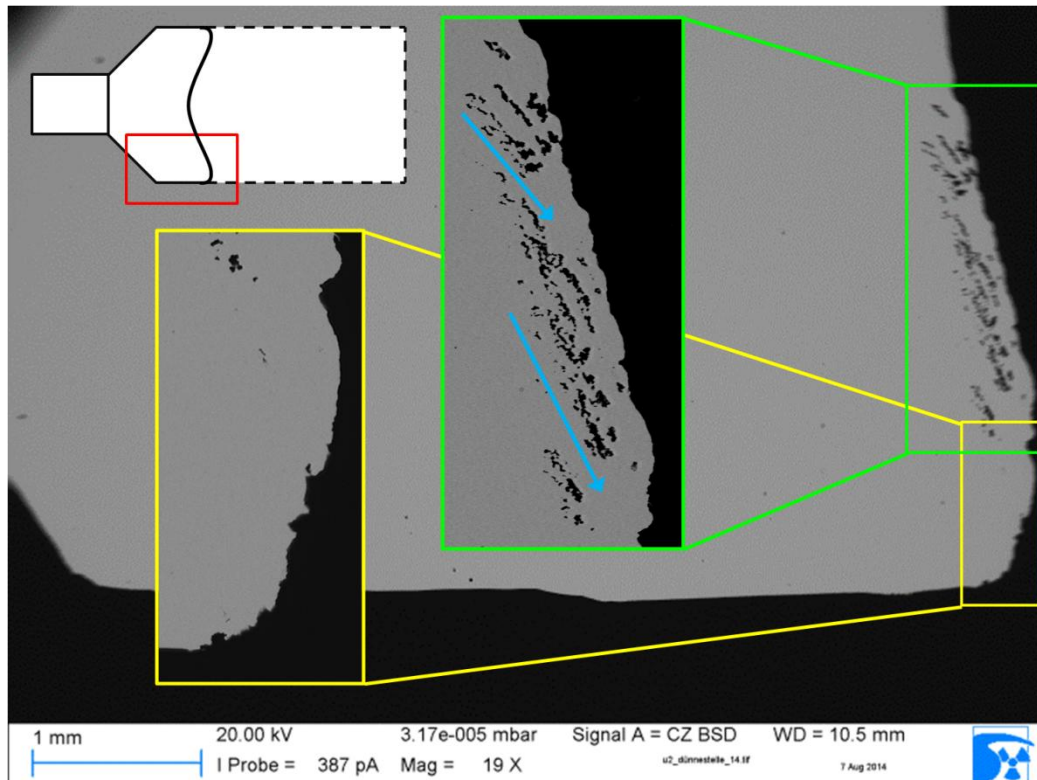 1 mm
20.00 kV
3.17e-005 mbar
Signal A = CZ BSD
WD = 10.5 mm
I Probe = 387 pA
Mag = 19 X
u2_dünnestelle_14.tif
7 Aug 2014